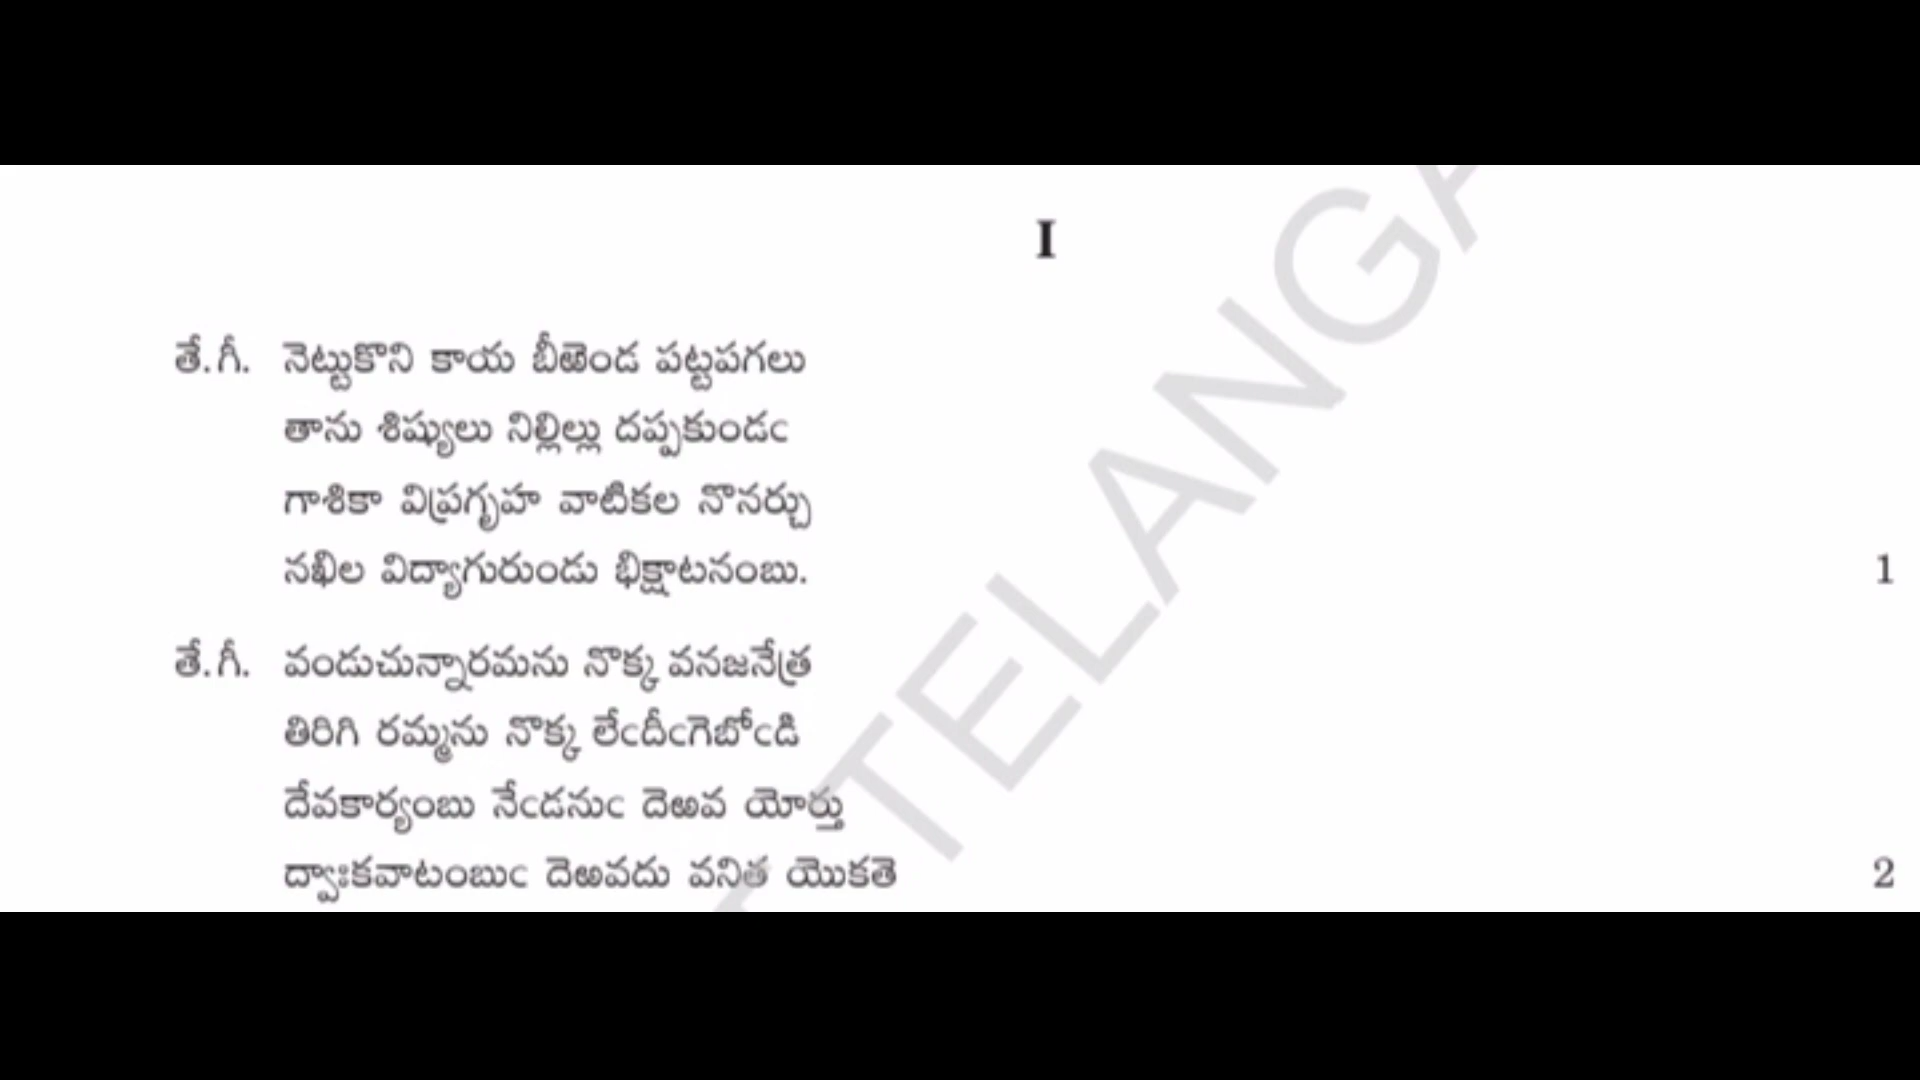 I
తే.గీ. నెట్టుకొని కాయ బీఱెండ పట్టపగలు
తాను శిష్యులు నిల్లిల్లు దప్పకుండఁ
గాశికా విప్రగృహ వాటికల నొనర్చు
నఖిల విద్యాగురుండు భిక్షాటనంబు. 1
తే.గీ. వండుచున్నారమను నొక్క వనజనేత్ర
తిరిగి రమ్మను నొక్క లేఁదీఁగెబోఁడి
దేవకార్యంబు నేఁడనుఁ దెఱవ యోర్తు
ద్వాఃకవాటంబుఁ దెఱవదు వనిత యొకతె 2
TELANGA